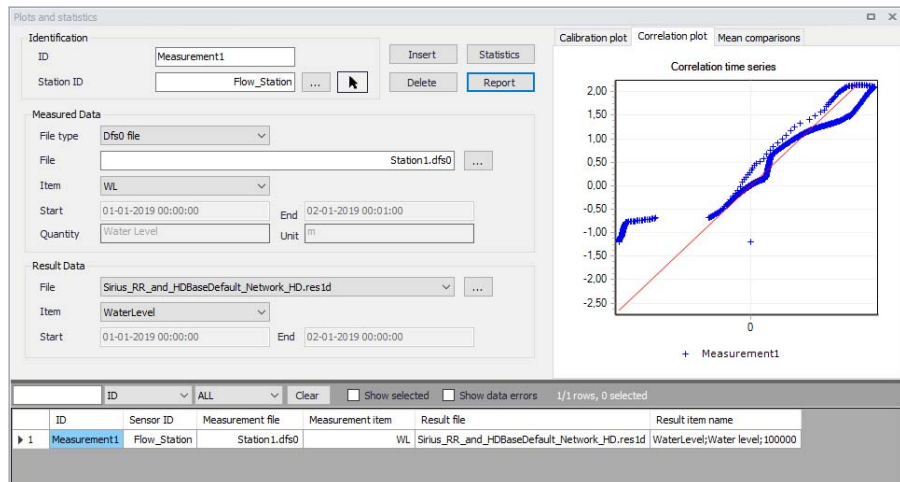 Plots and statistics
Identification
ID Measurement1 Insert Statistics
Station ID Flow_Station ... Delete Report
Measured Data
File type Dfs0 file
File Station1.dfs0 ...
Item WL
Start 01-01-2019 00:00:00 End 02-01-2019 00:01:00
Quantity Water Level Unit m
Result Data
File Sirius_RR_and_HDBaseDefault_Network_HD.res1d ...
Item WaterLevel
Start 01-01-2019 00:00:00 End 02-01-2019 00:00:00
Calibration plot Correlation plot Mean comparisons
Correlation time series
2,00
1,50
1,00
0,50
0,00
-0,50
-1,00
-1,50
-2,00
-2,50
0
+ Measurement1
ID ALL Clear Show selected Show data errors 1/1 rows, 0 selected
ID Sensor ID Measurement file Measurement item Result file Result item name
1 Measurement1 Flow_Station Station1.dfs0 WL Sirius_RR_and_HDBaseDefault_Network_HD.res1d WaterLevel;Water level;100000